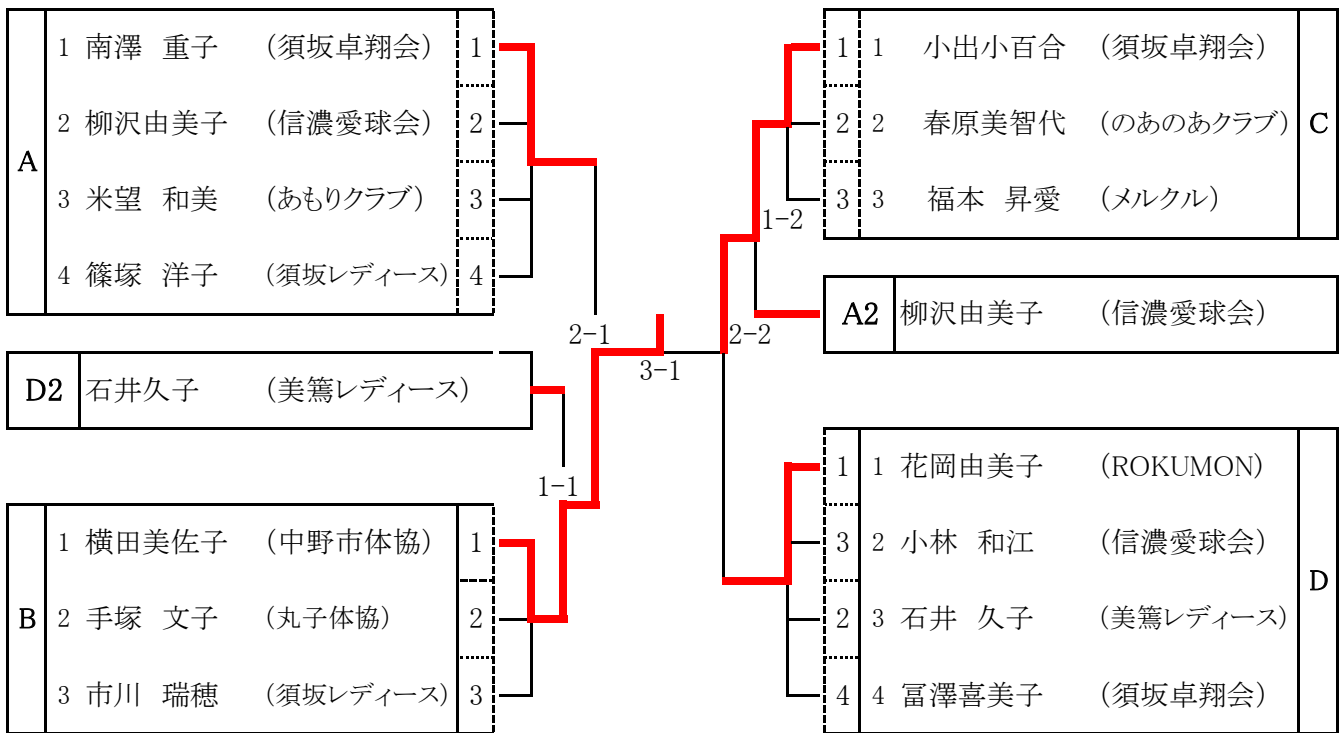 A
1 南澤 重子 (須坂卓翔会) 1
2 柳沢由美子 (信濃愛球会) 2
3 米望 和美 (あもりクラブ) 3
4 篠塚 洋子 (須坂レディース) 4
D2 石井久子 (美篶レディース)
B
1 横田美佐子 (中野市体協) 1
2 手塚 文子 (丸子体協) 2
3 市川 瑞穂 (須坂レディース) 3
2-1
1-1
3-1
1-2
2-2
C
1 1 小出小百合 (須坂卓翔会)
2 2 春原美智代 (のあのあクラブ)
3 3 福本 昇愛 (メルクル)
A2 柳沢由美子 (信濃愛球会)
D
1 1 花岡由美子 (ROKUMON)
3 2 小林 和江 (信濃愛球会)
2 3 石井 久子 (美篶レディース)
4 4 冨澤喜美子 (須坂卓翔会)